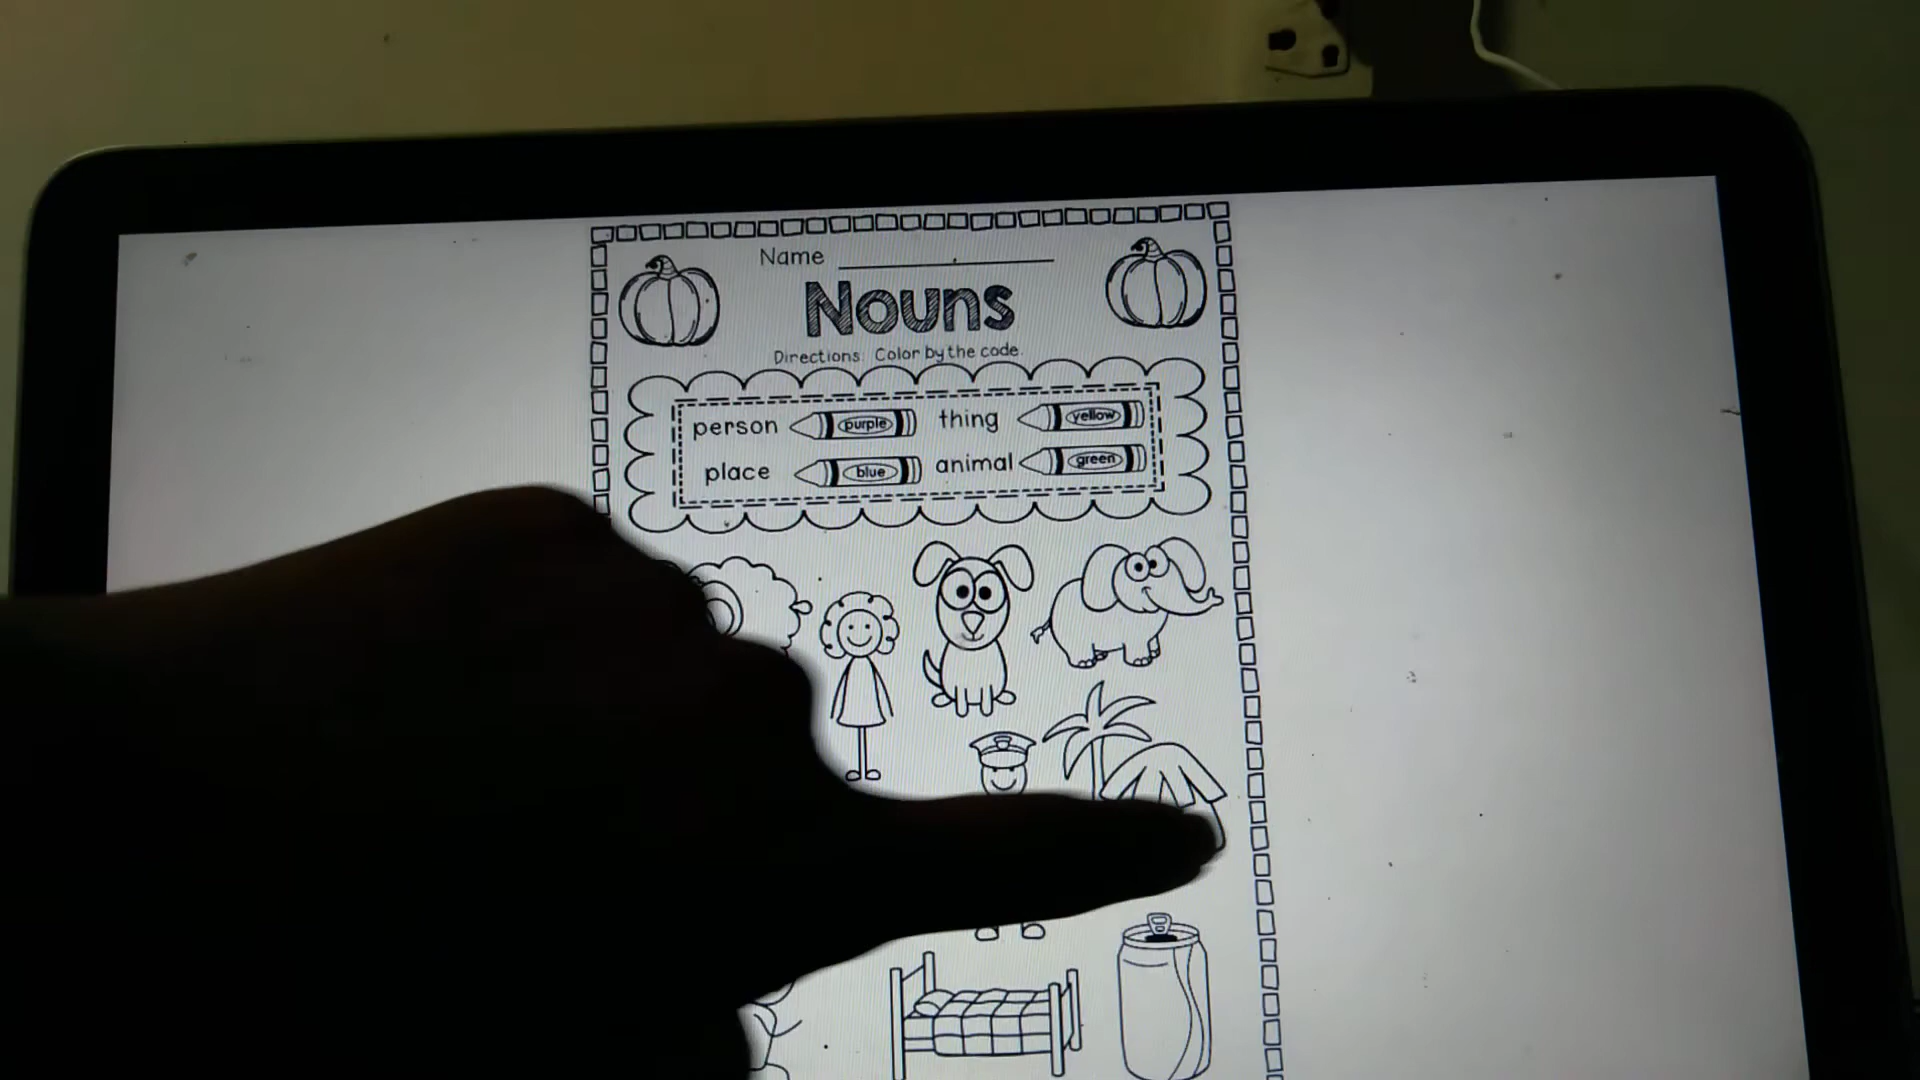 Name
Nouns
Directions: Color by the code.
person purple thing yellow
place blue animal green